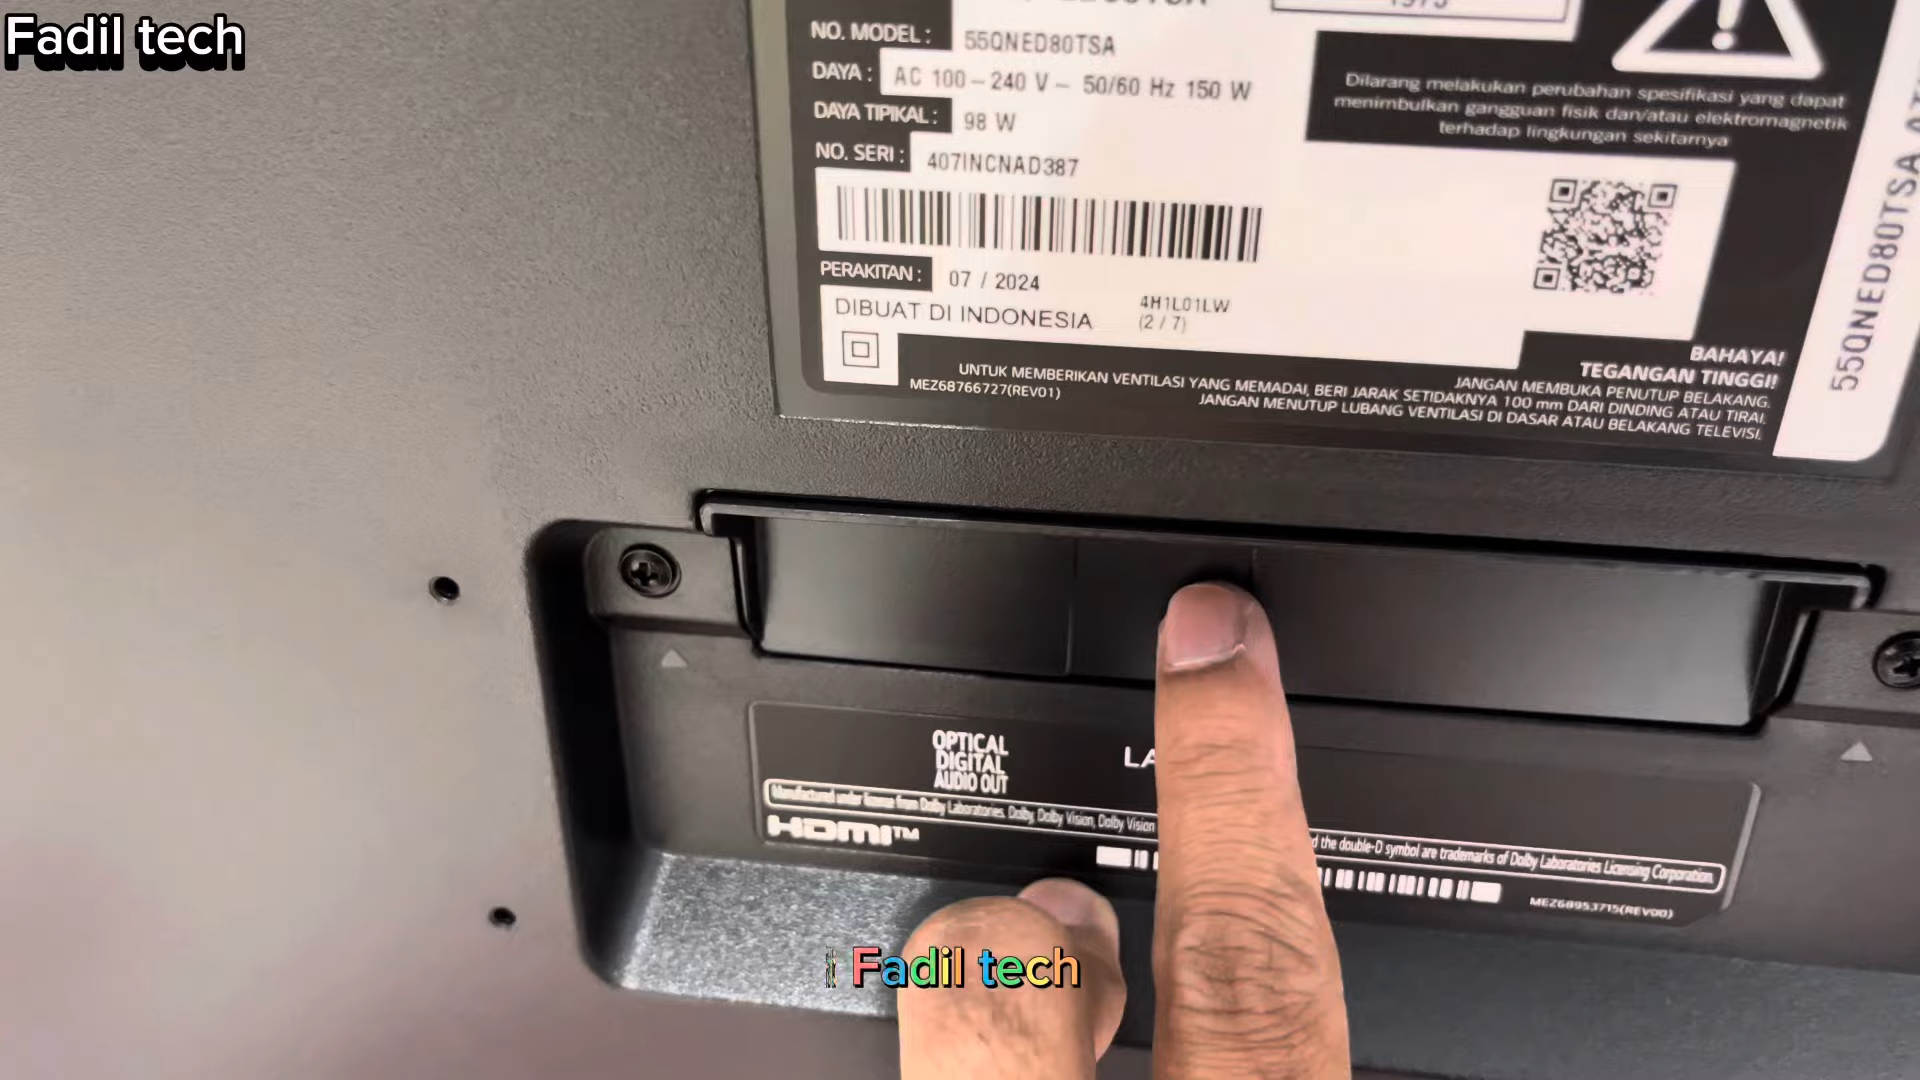 Fadil tech
1973
NO. MODEL : 55QNED80TSA
DAYA : AC 100 – 240 V ~ 50/60 Hz 150 W
DAYA TIPIKAL : 98 W
NO. SERI : 407INCNAD387
PERAKITAN : 07 / 2024
DIBUAT DI INDONESIA
4H1L01LW
(2 / 7)
Dilarang melakukan perubahan spesifikasi yang dapat
menimbulkan gangguan fisik dan/atau elektromagnetik
terhadap lingkungan sekitarnya
BAHAYA!
TEGANGAN TINGGI!
JANGAN MEMBUKA PENUTUP BELAKANG.
UNTUK MEMBERIKAN VENTILASI YANG MEMADAI, BERI JARAK SETIDAKNYA 100 mm DARI DINDING ATAU TIRAI.
JANGAN MENUTUP LUBANG VENTILASI DI DASAR ATAU BELAKANG TELEVISI.
MEZ68766727(REV01)
55QNED80TSA
OPTICAL
DIGITAL
AUDIO OUT
Manufactured under license from Dolby Laboratories. Dolby, Dolby Vision, Dolby Vision
d the double-D symbol are trademarks of Dolby Laboratories Licensing Corporation.
HDMI™
MEZ68953715(REV00)
Fadil tech